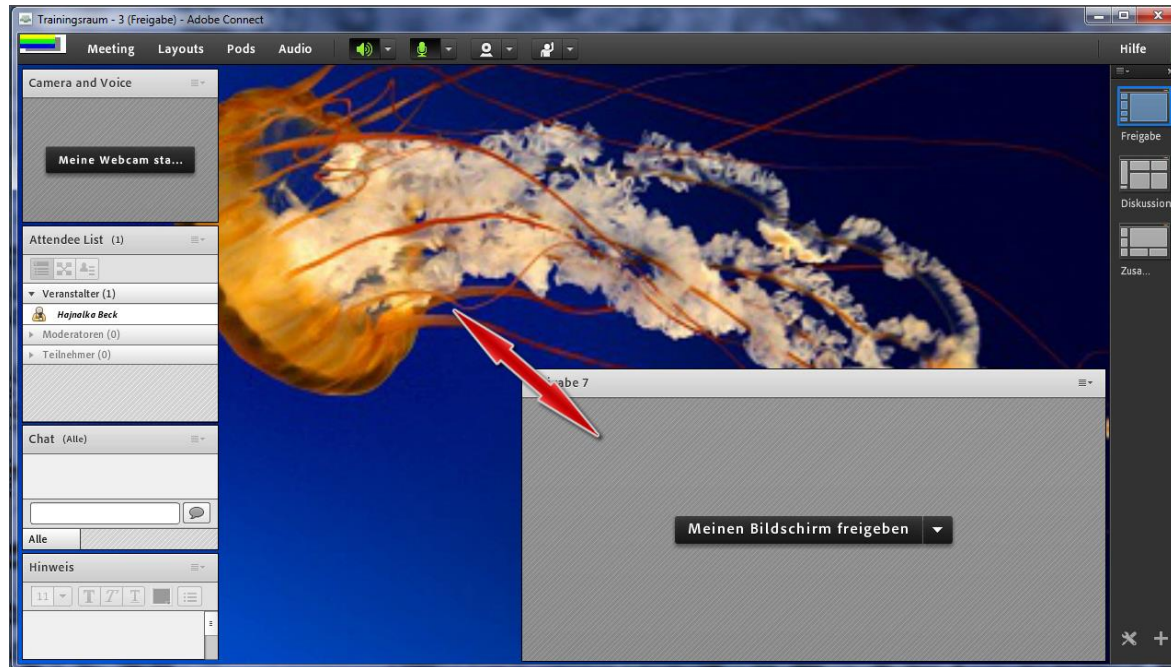 Trainingsraum - 3 (Freigabe) - Adobe Connect
Meeting Layouts Pods Audio Hilfe
Camera and Voice
Meine Webcam sta...
Attendee List (1)
Veranstalter (1)
Hajnalka Beck
Moderatoren (0)
Teilnehmer (0)
Chat (Alle)
Alle
Hinweis
11 T T T
abe 7
Meinen Bildschirm freigeben
Freigabe
Diskussion
Zusa...